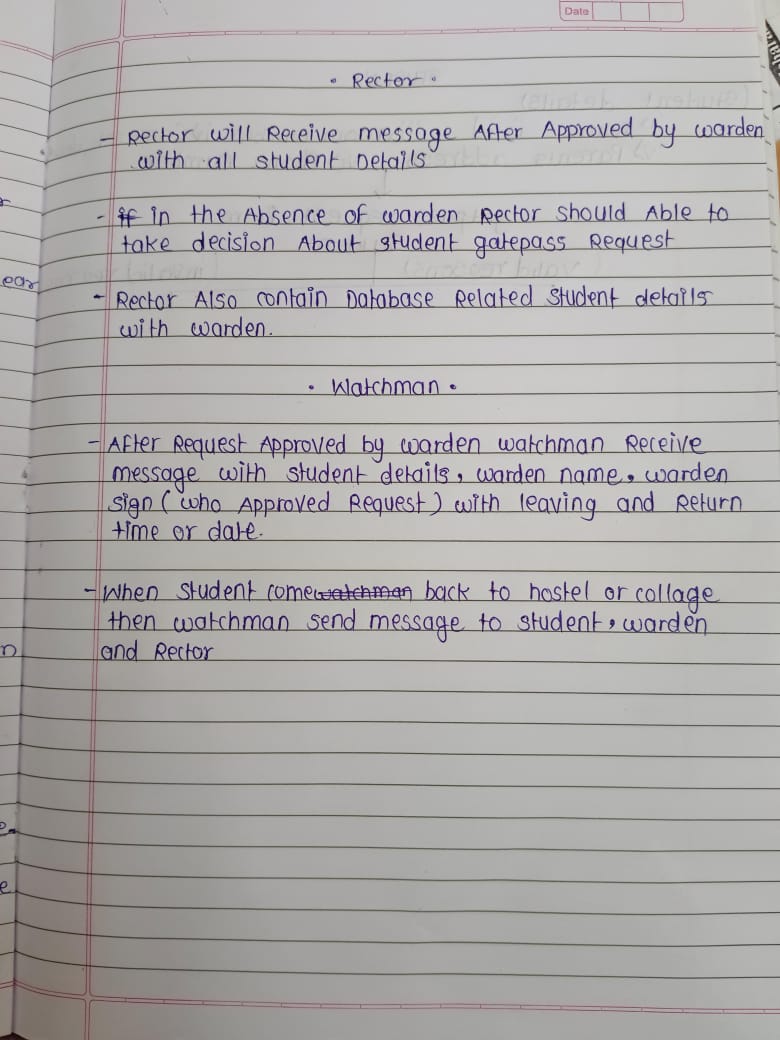 Date
• Rector •
- Rector will Receive message After Approved by warden
with all student Details
- if in the Absence of warden Rector should Able to
take decision About student gatepass Request
- Rector Also contain Database Related student details
with warden.
• Watchman •
- After Request Approved by warden watchman Receive
message with student details, warden name, warden
sign (who Approved Request) with leaving and Return
time or date.
- When student come watchman back to hostel or collage
then watchman send message to student, warden
and Rector
ear
n
e